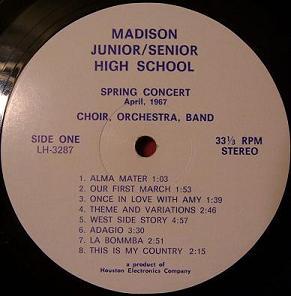 MADISON
JUNIOR/SENIOR
HIGH SCHOOL
SPRING CONCERT
April, 1967
CHOIR, ORCHESTRA, BAND
SIDE ONE
LH-3287
33⅓ RPM
STEREO
1. ALMA MATER 1:03
2. OUR FIRST MARCH 1:53
3. ONCE IN LOVE WITH AMY 1:39
4. THEME AND VARIATIONS 2:46
5. WEST SIDE STORY 4:57
6. ADAGIO 3:30
7. LA BOMMBA 2:51
8. THIS IS MY COUNTRY 2:15
a product of
Houston Electronics Company